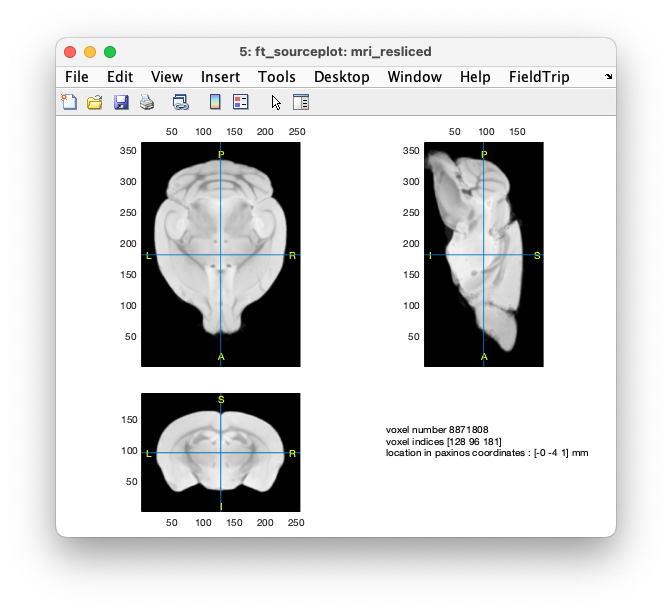 5: ft_sourceplot: mri_resliced
File Edit View Insert Tools Desktop Window Help FieldTrip
50 100 150 200 250
350
300
250
200
150
100
50
P
L R
A
50 100 150
350
300
250
200
150
100
50
P
I S
A
150
100
50
S
L R
I
50 100 150 200 250
voxel number 8871808
voxel indices [128 96 181]
location in paxinos coordinates : [-0 -4 1] mm